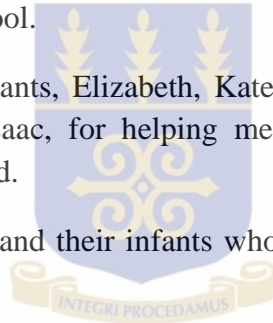 ool.
ants, Elizabeth, Kate
aac, for helping me
d.
and their infants who
INTEGRI PROCEDAMUS